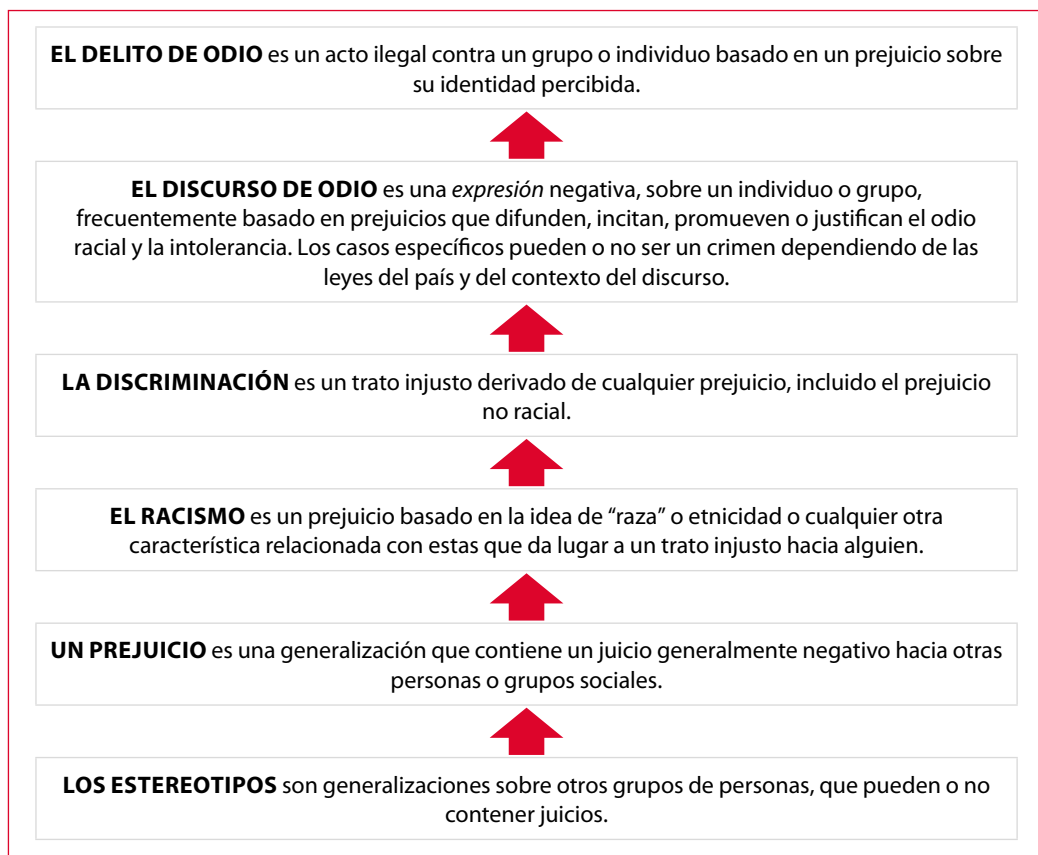 EL DELITO DE ODIO es un acto ilegal contra un grupo o individuo basado en un prejuicio sobre
su identidad percibida.
EL DISCURSO DE ODIO es una expresión negativa, sobre un individuo o grupo,
frecuentemente basado en prejuicios que difunden, incitan, promueven o justifican el odio
racial y la intolerancia. Los casos específicos pueden o no ser un crimen dependiendo de las
leyes del país y del contexto del discurso.
LA DISCRIMINACIÓN es un trato injusto derivado de cualquier prejuicio, incluido el prejuicio
no racial.
EL RACISMO es un prejuicio basado en la idea de “raza” o etnicidad o cualquier otra
característica relacionada con estas que da lugar a un trato injusto hacia alguien.
UN PREJUICIO es una generalización que contiene un juicio generalmente negativo hacia otras
personas o grupos sociales.
LOS ESTEREOTIPOS son generalizaciones sobre otros grupos de personas, que pueden o no
contener juicios.